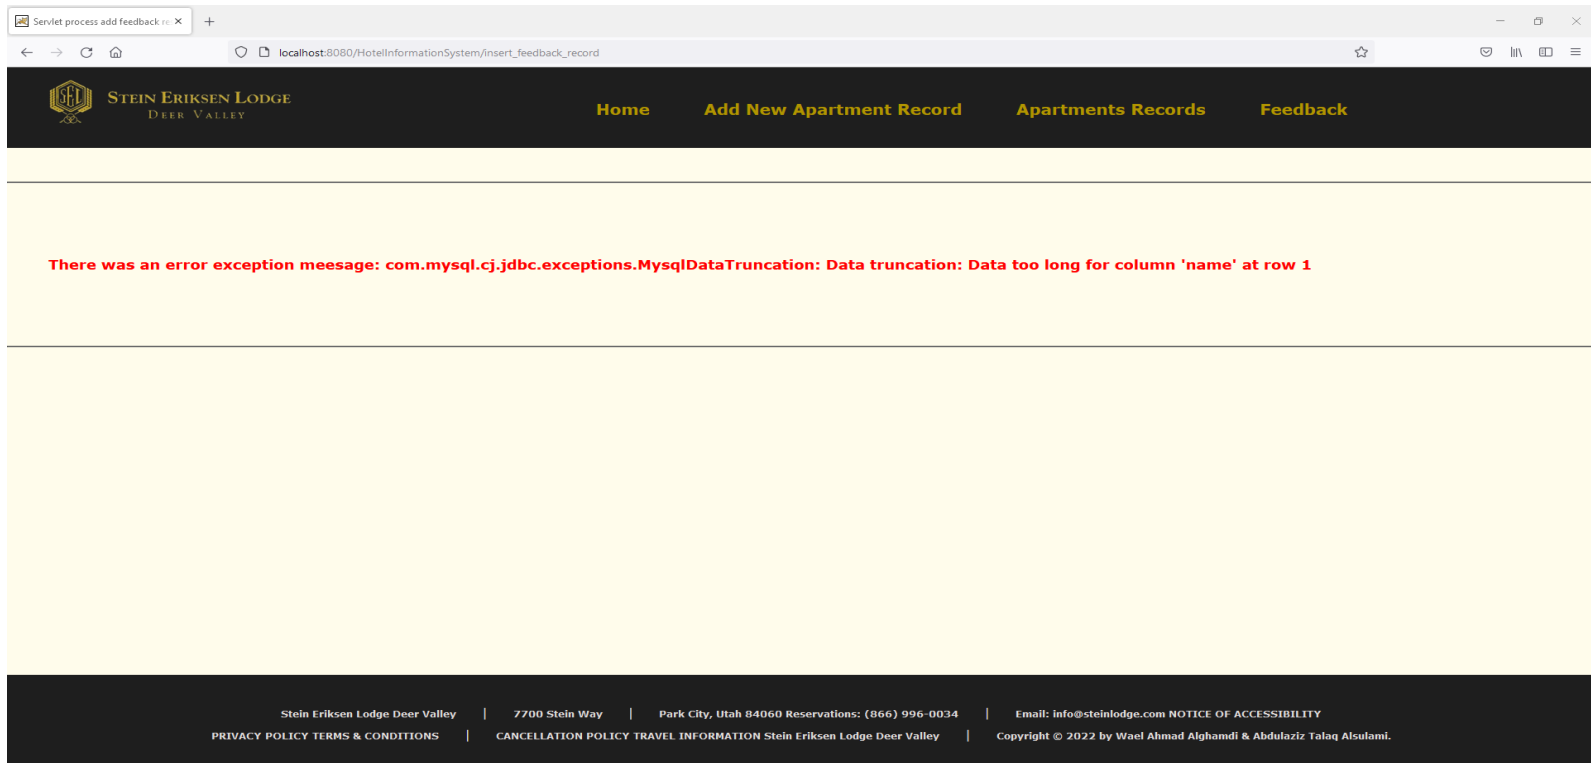 Servlet process add feedback re
localhost:8080/HotelInformationSystem/insert_feedback_record
SEL
STEIN ERIKSEN LODGE
DEER VALLEY
Home Add New Apartment Record Apartments Records Feedback
There was an error exception meesage: com.mysql.cj.jdbc.exceptions.MysqlDataTruncation: Data truncation: Data too long for column 'name' at row 1
Stein Eriksen Lodge Deer Valley | 7700 Stein Way | Park City, Utah 84060 Reservations: (866) 996-0034 | Email: info@steinlodge.com NOTICE OF ACCESSIBILITY
PRIVACY POLICY TERMS & CONDITIONS | CANCELLATION POLICY TRAVEL INFORMATION Stein Eriksen Lodge Deer Valley | Copyright © 2022 by Wael Ahmad Alghamdi & Abdulaziz Talaq Alsulami.